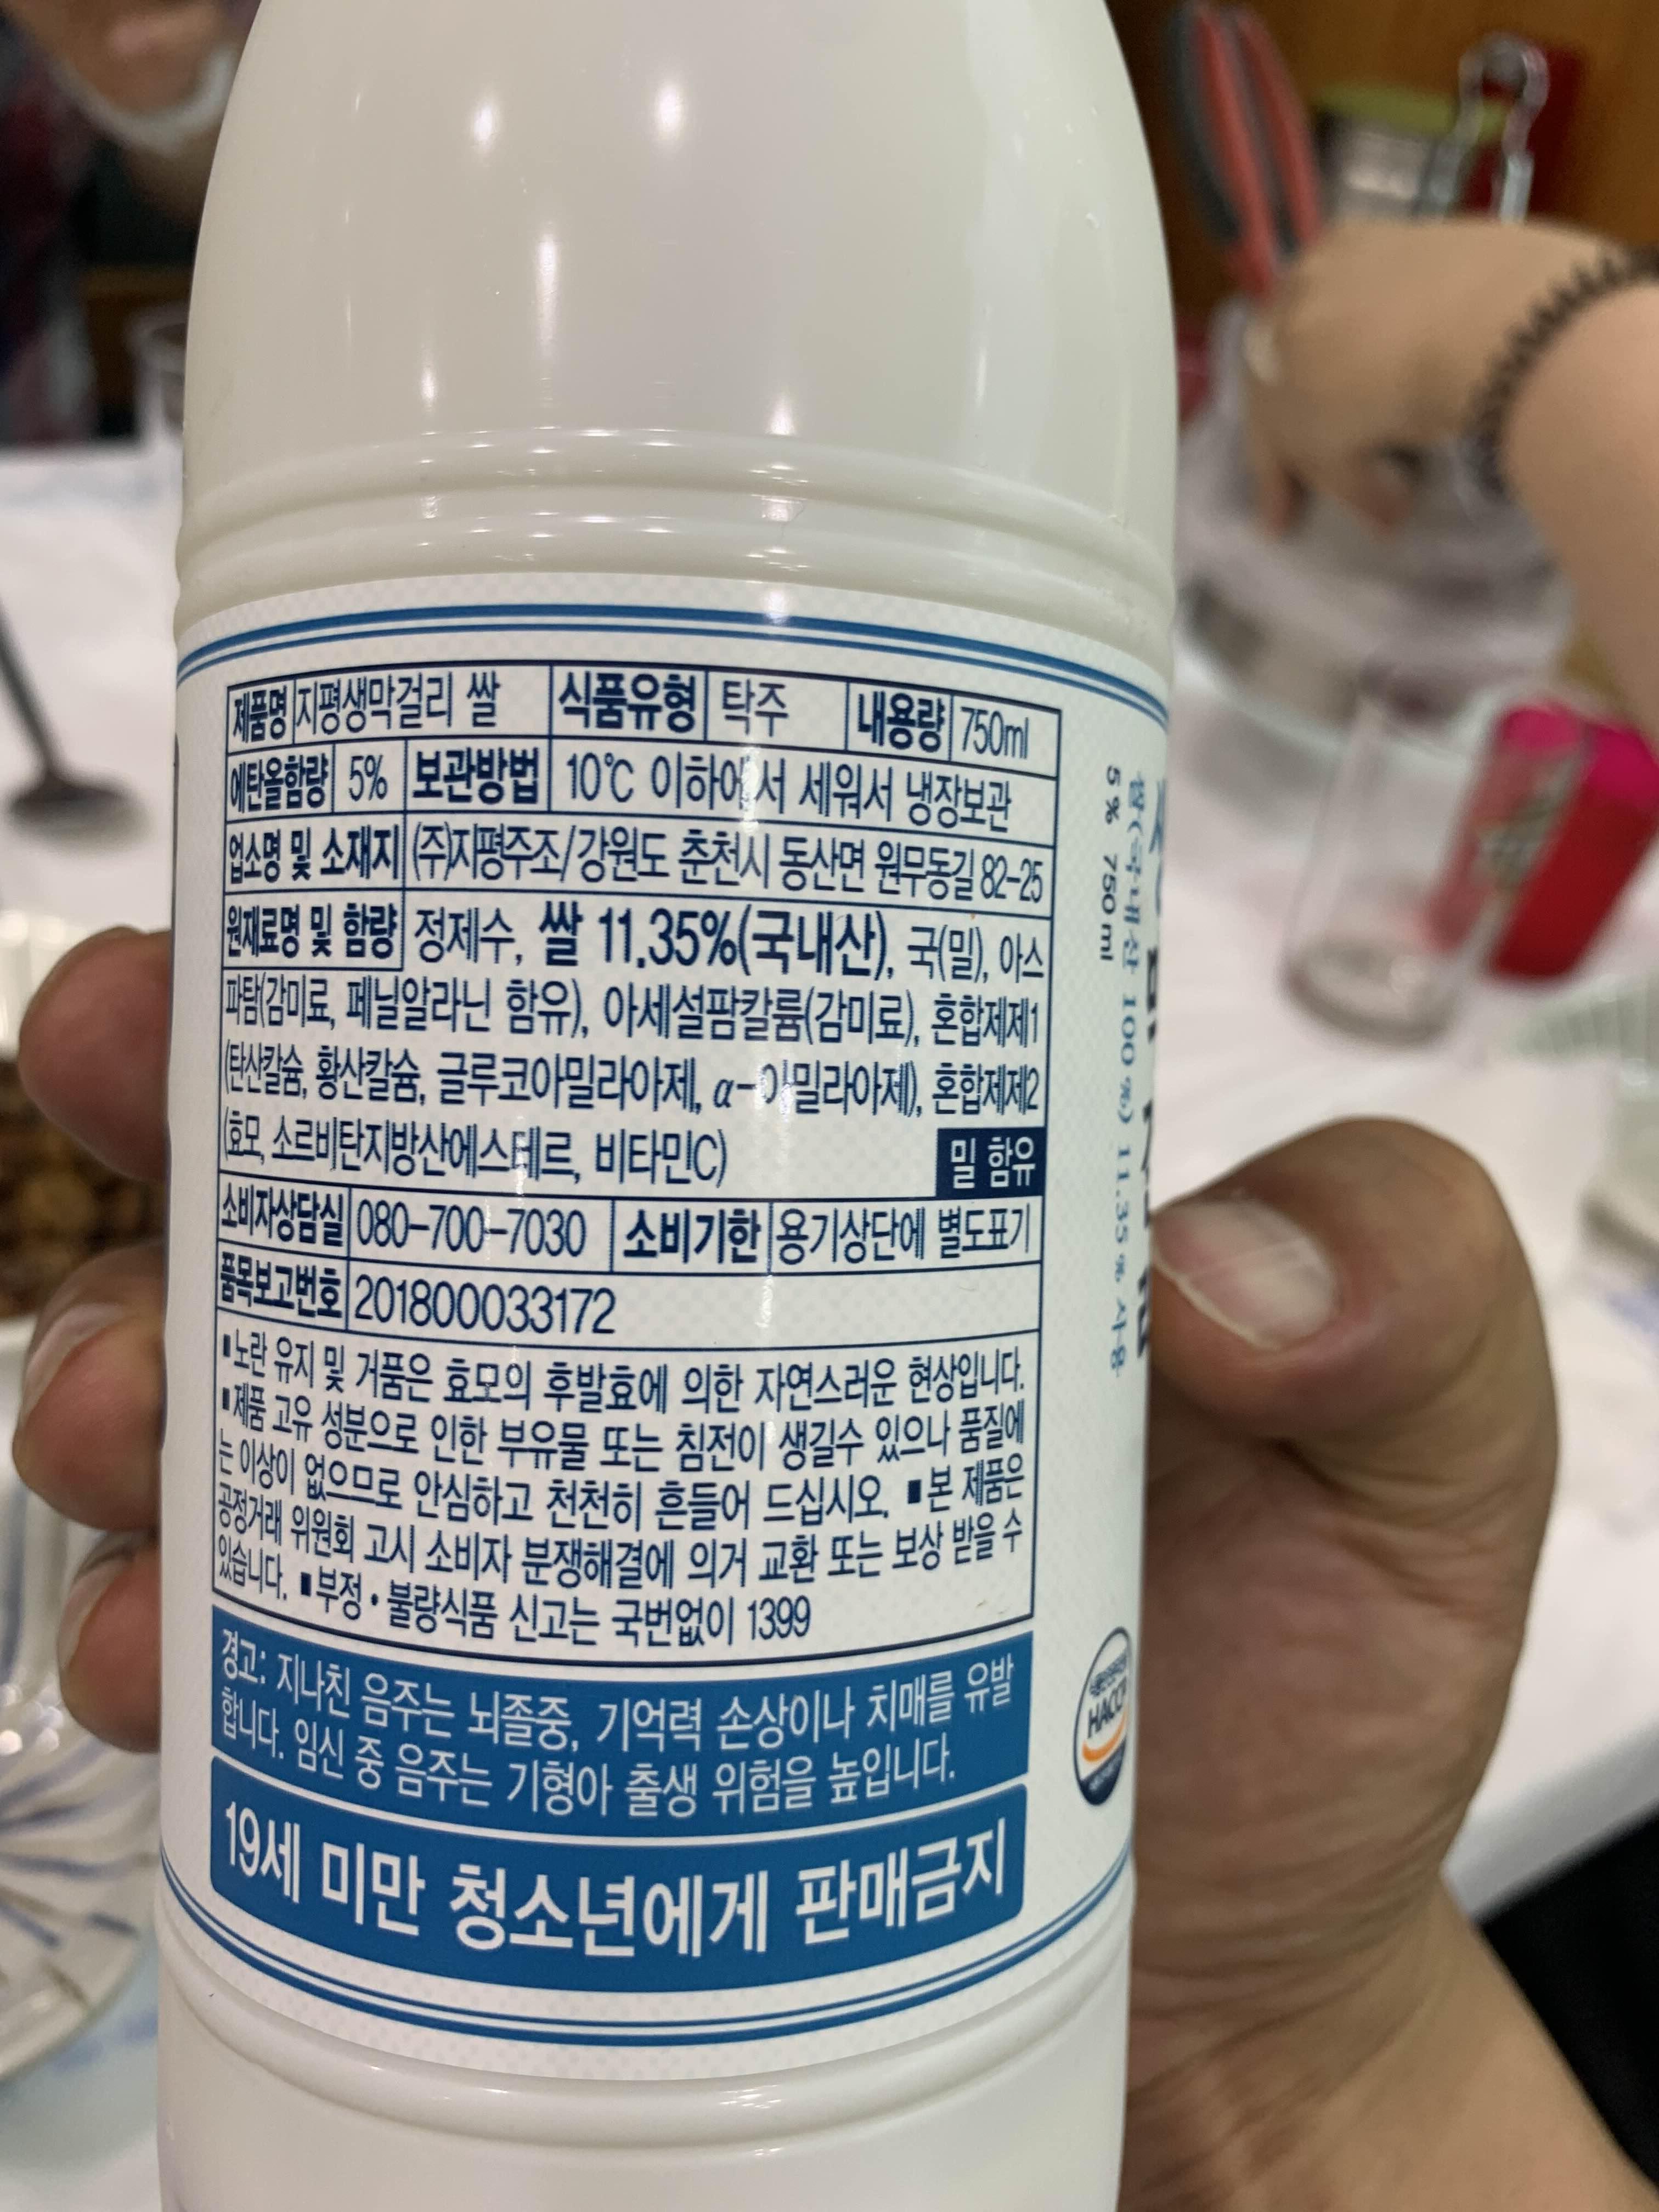 제품명 지평생막걸리 쌀 식품유형 탁주 내용량 750ml
에탄올함량 5% 보관방법 10℃ 이하에서 세워서 냉장보관
업소명 및 소재지 (주)지평주조/강원도 춘천시 동산면 원무동길 82-25
원재료명 및 함량 정제수, 쌀 11.35%(국내산), 국(밀), 아스
파탐(감미료, 페닐알라닌 함유), 아세설팜칼륨(감미료), 혼합제제1
(탄산칼슘, 황산칼슘, 글루코아밀라아제, α-아밀라아제), 혼합제제2
(효모, 소르비탄지방산에스테르, 비타민C) 밀 함유
소비자상담실 080-700-7030 소비기한 용기상단에 별도표기
품목보고번호 201800033172
■노란 유지 및 거품은 효모의 후발효에 의한 자연스러운 현상입니다.
■제품 고유 성분으로 인한 부유물 또는 침전이 생길수 있으나 품질에
는 이상이 없으므로 안심하고 천천히 흔들어 드십시오. ■본 제품은
공정거래 위원회 고시 소비자 분쟁해결에 의거 교환 또는 보상 받을 수
있습니다. ■부정•불량식품 신고는 국번없이 1399
경고: 지나친 음주는 뇌졸중, 기억력 손상이나 치매를 유발
합니다. 임신 중 음주는 기형아 출생 위험을 높입니다.
19세 미만 청소년에게 판매금지
쌀(국내산 100%) 11.35% 사용
5% 750ml
HACCP